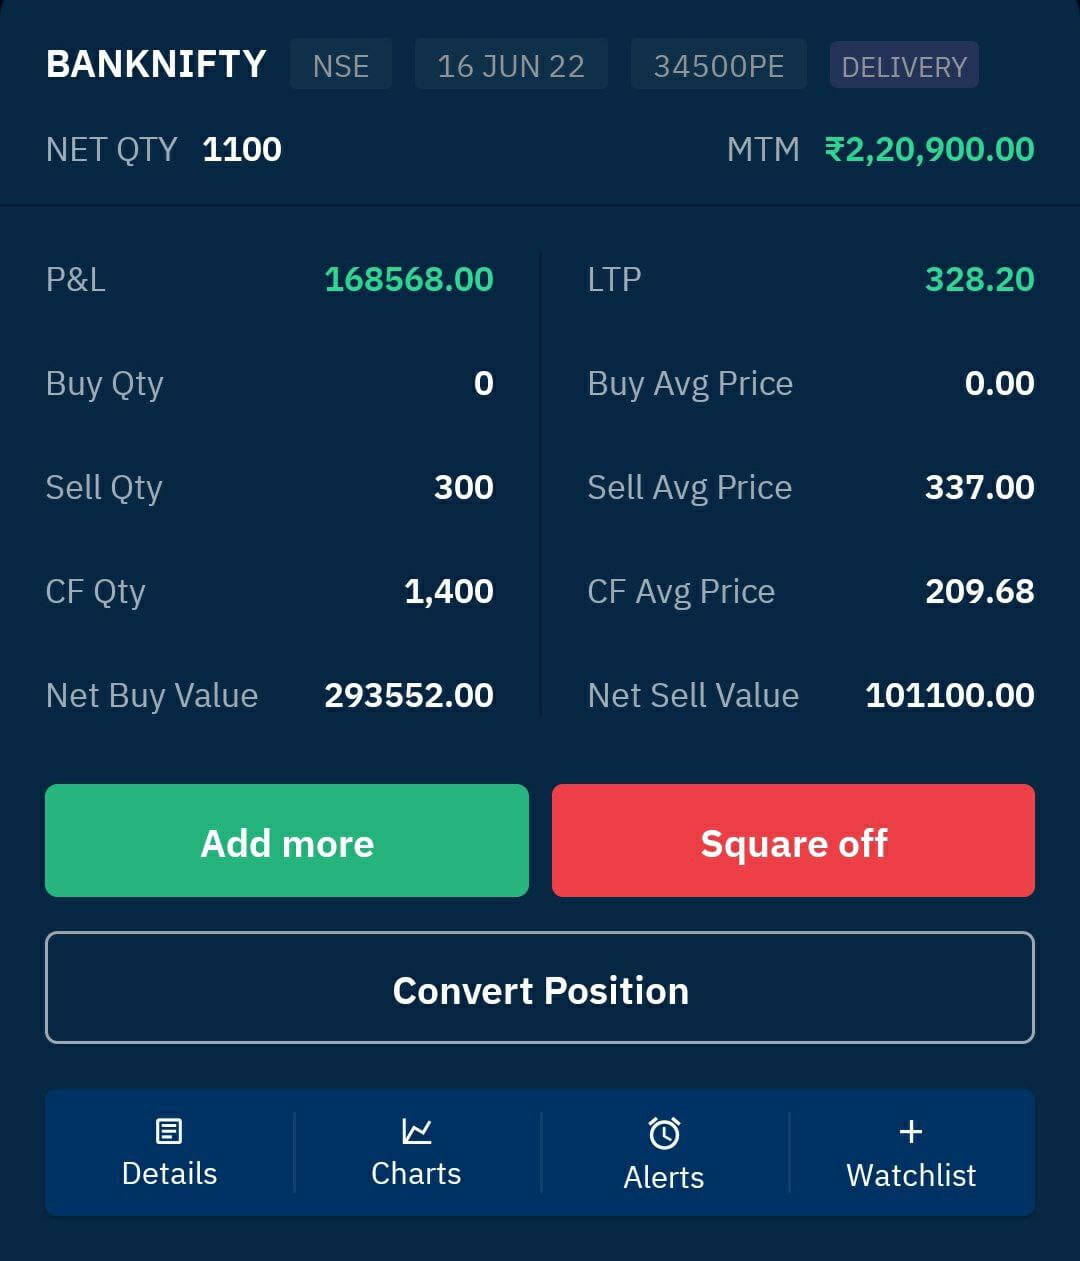 BANKNIFTY NSE 16 JUN 22 34500PE DELIVERY
NET QTY 1100 MTM ₹2,20,900.00
P&L 168568.00 LTP 328.20
Buy Qty 0 Buy Avg Price 0.00
Sell Qty 300 Sell Avg Price 337.00
CF Qty 1,400 CF Avg Price 209.68
Net Buy Value 293552.00 Net Sell Value 101100.00
Add more Square off
Convert Position
Details Charts Alerts Watchlist